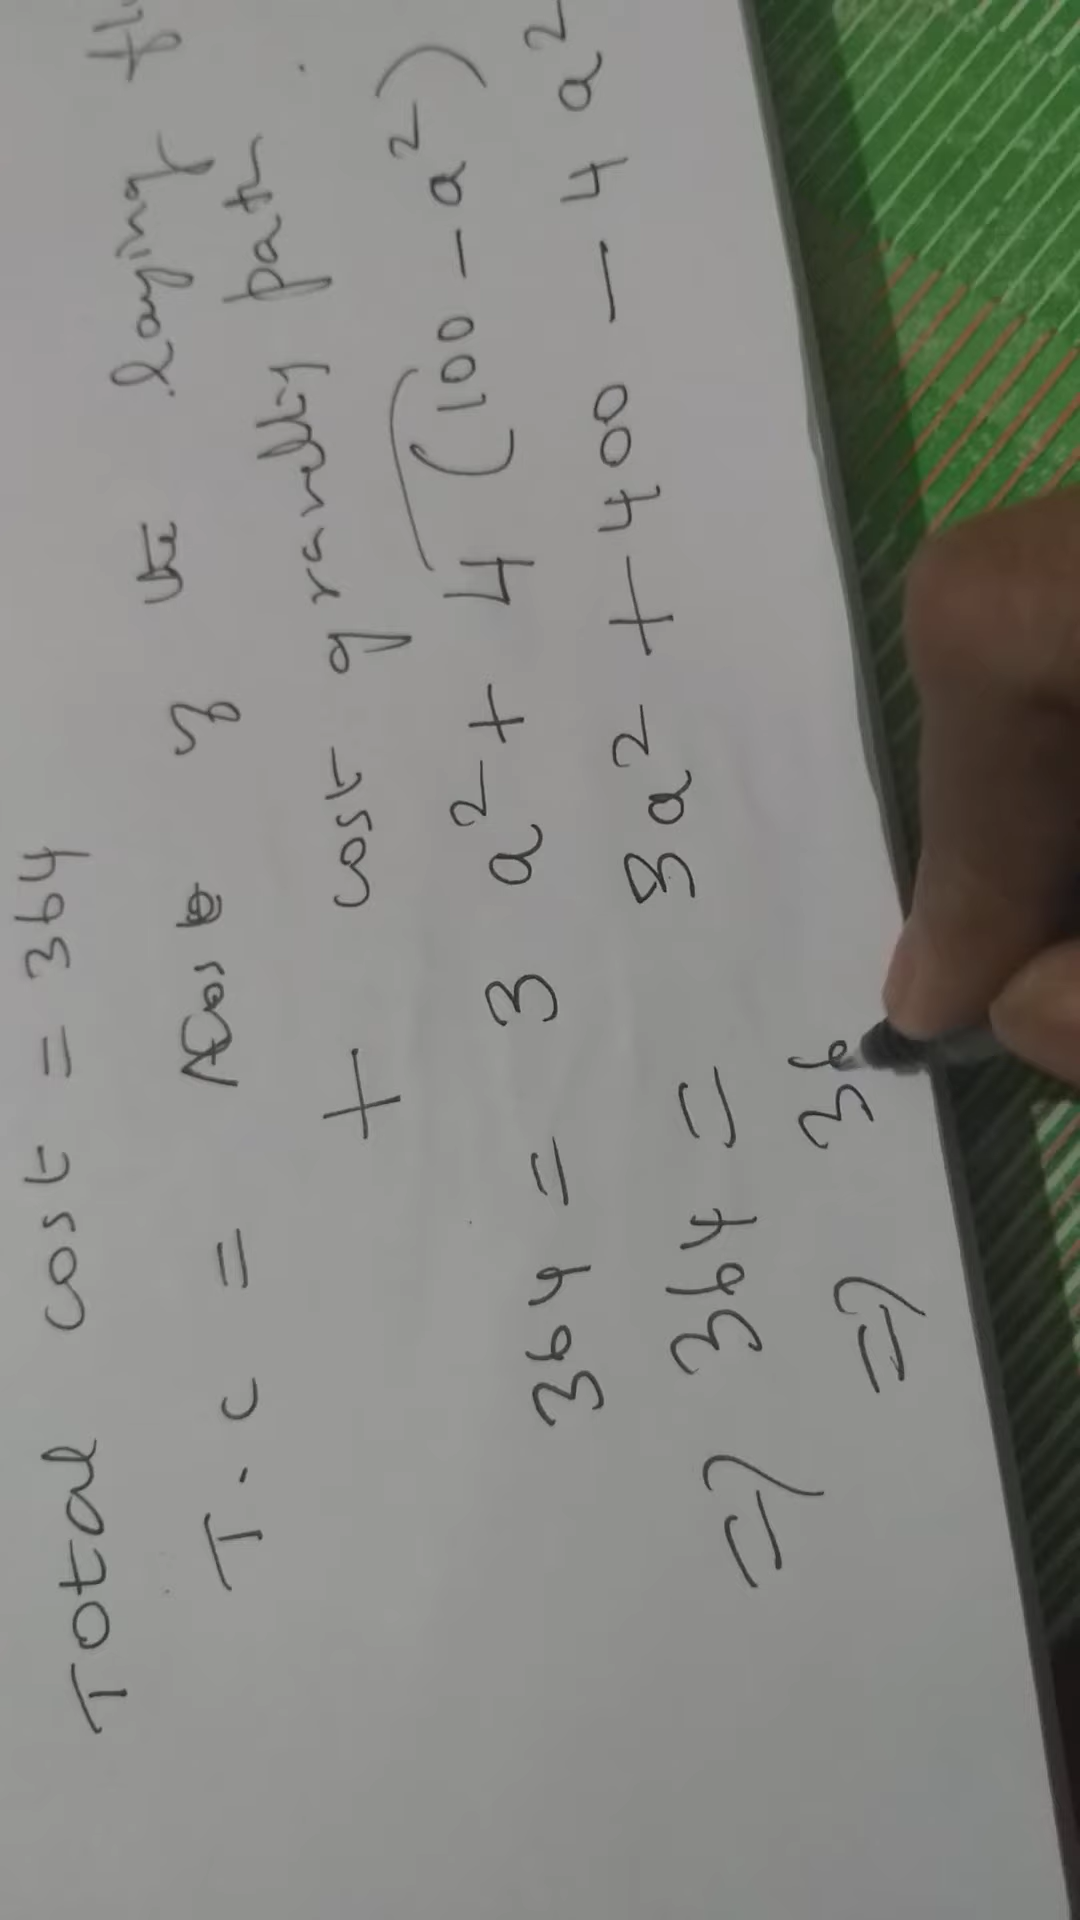 Total cost = 364
T.C = Cost of the laying
+ cost of gravelly path.
364 = 3 a² + 4 (100 - a²)
=> 364 = 3a² + 400 - 4a²
=> 36